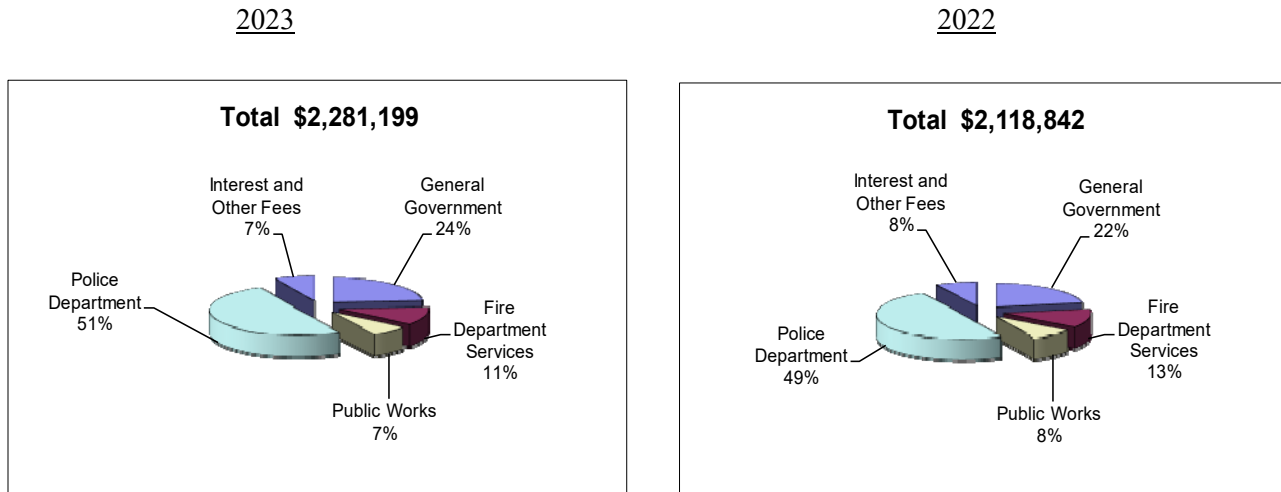 2023
2022
Total $2,281,199
Interest and
Other Fees
7%
General
Government
24%
Police
Department
51%
Fire
Department
Services
11%
Public Works
7%
Total $2,118,842
Interest and
Other Fees
8%
General
Government
22%
Police
Department
49%
Fire
Department
Services
13%
Public Works
8%